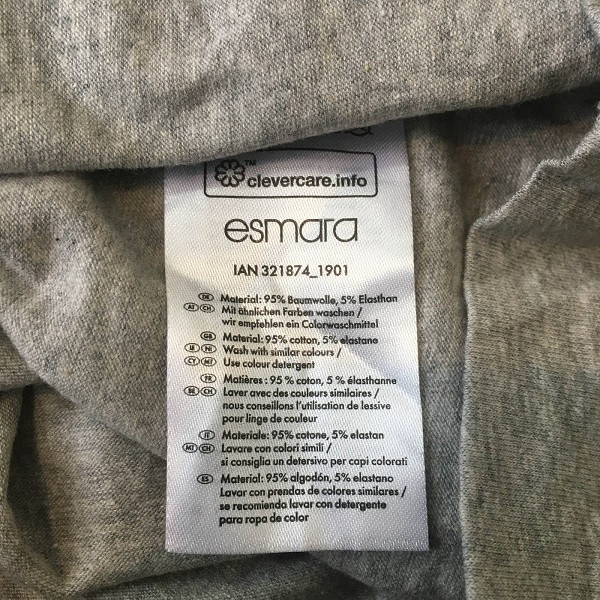 ™
clevercare.info
esmara
IAN 321874_1901
DE Material: 95% Baumwolle, 5% Elasthan
AT CH Mit ähnlichen Farben waschen /
wir empfehlen ein Colorwaschmittel
GB Material: 95% cotton, 5% elastane
IE NI Wash with similar colours /
CY MT Use colour detergent
FR Matières : 95 % coton, 5 % élasthanne
BE CH Laver avec des couleurs similaires /
nous conseillons l'utilisation de lessive
pour linge de couleur
IT Materiale: 95% cotone, 5% elastan
MT CH Lavare con colori simili /
si consiglia un detersivo per capi colorati
ES Material: 95% algodón, 5% elastano
Lavar con prendas de colores similares /
se recomienda lavar con detergente
para ropa de color